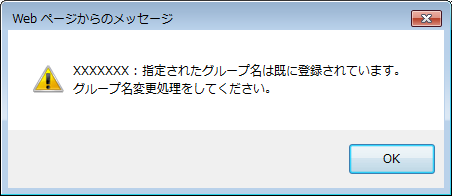 Web ページからのメッセージ
XXXXXXX : 指定されたグループ名は既に登録されています。
グループ名変更処理をしてください。
OK